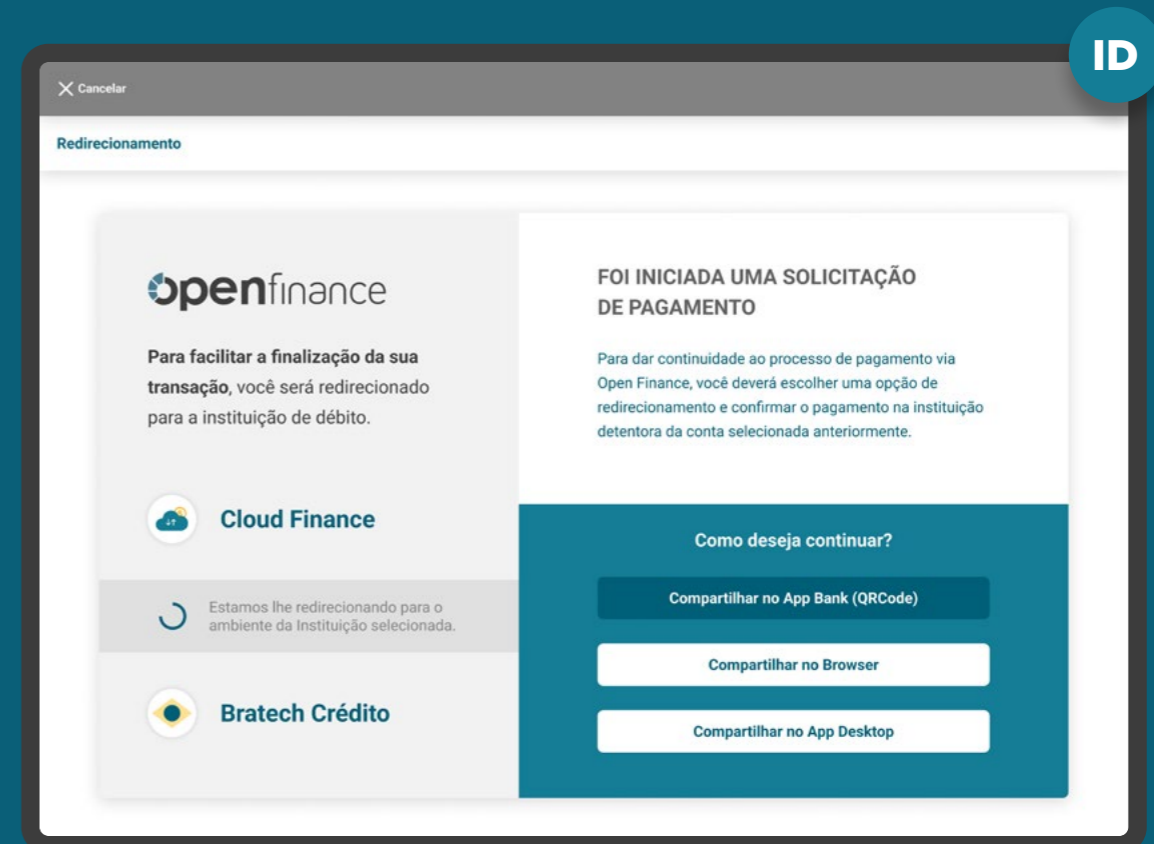 ID
Cancelar
Redirecionamento
openfinance
Para facilitar a finalização da sua
transação, você será redirecionado
para a instituição de débito.
Cloud Finance
Estamos lhe redirecionando para o
ambiente da Instituição selecionada.
Bratech Crédito
FOI INICIADA UMA SOLICITAÇÃO
DE PAGAMENTO
Para dar continuidade ao processo de pagamento via
Open Finance, você deverá escolher uma opção de
redirecionamento e confirmar o pagamento na instituição
detentora da conta selecionada anteriormente.
Como deseja continuar?
Compartilhar no App Bank (QRCode)
Compartilhar no Browser
Compartilhar no App Desktop